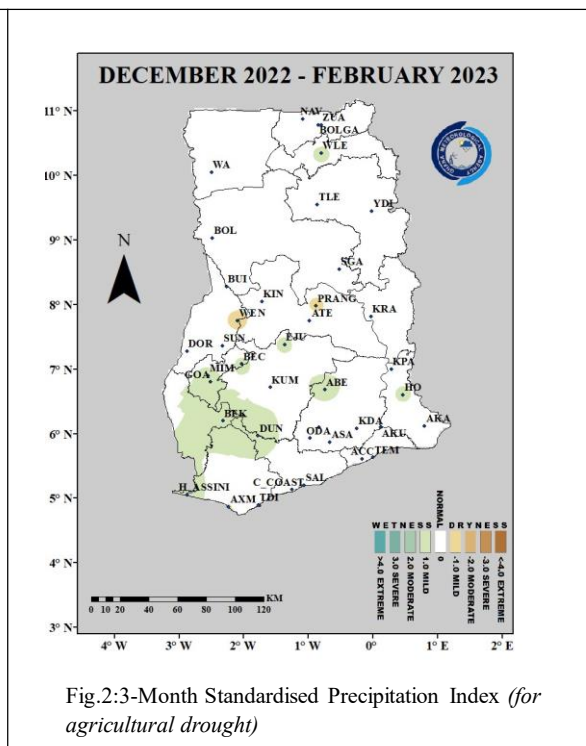 DECEMBER 2022 - FEBRUARY 2023
11° N
10° N
9° N
8° N
7° N
6° N
5° N
4° N
3° N
NAV
ZUA
BOLGA
WLE
WA
TLE
YDI
BOL
SGA
BUI
KIN
PRANG
WEN
ATE
KRA
SUN
EJU
DOR
BEC
MIM
GOA
KPA
KUM
ABE
HO
BEK
DUN
KDA
AKA
ODA
ASA
AKU
ACC
TEM
SAI
C_COAST
H_ASSINI
AXM
TDI
N
WETNESS
NORMAL
DRYNESS
>4.0 EXTREME
3.0 SEVERE
2.0 MODERATE
1.0 MILD
0
-1.0 MILD
-2.0 MODERATE
-3.0 SEVERE
<-4.0 EXTREME
KM
0 10 20 40 60 80 100 120
4° W
3° W
2° W
1° W
0°
1° E
2° E
Fig.2:3-Month Standardised Precipitation Index (for
agricultural drought)